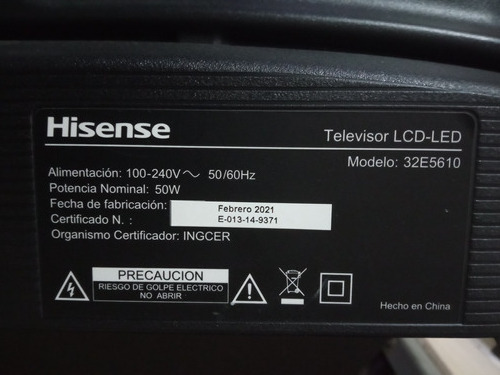 Hisense
Televisor LCD-LED
Modelo: 32E5610
Alimentación: 100-240V～ 50/60Hz
Potencia Nominal: 50W
Fecha de fabricación: Febrero 2021
Certificado N. : E-013-14-9371
Organismo Certificador: INGCER
PRECAUCION
RIESGO DE GOLPE ELECTRICO
NO ABRIR
Hecho en China